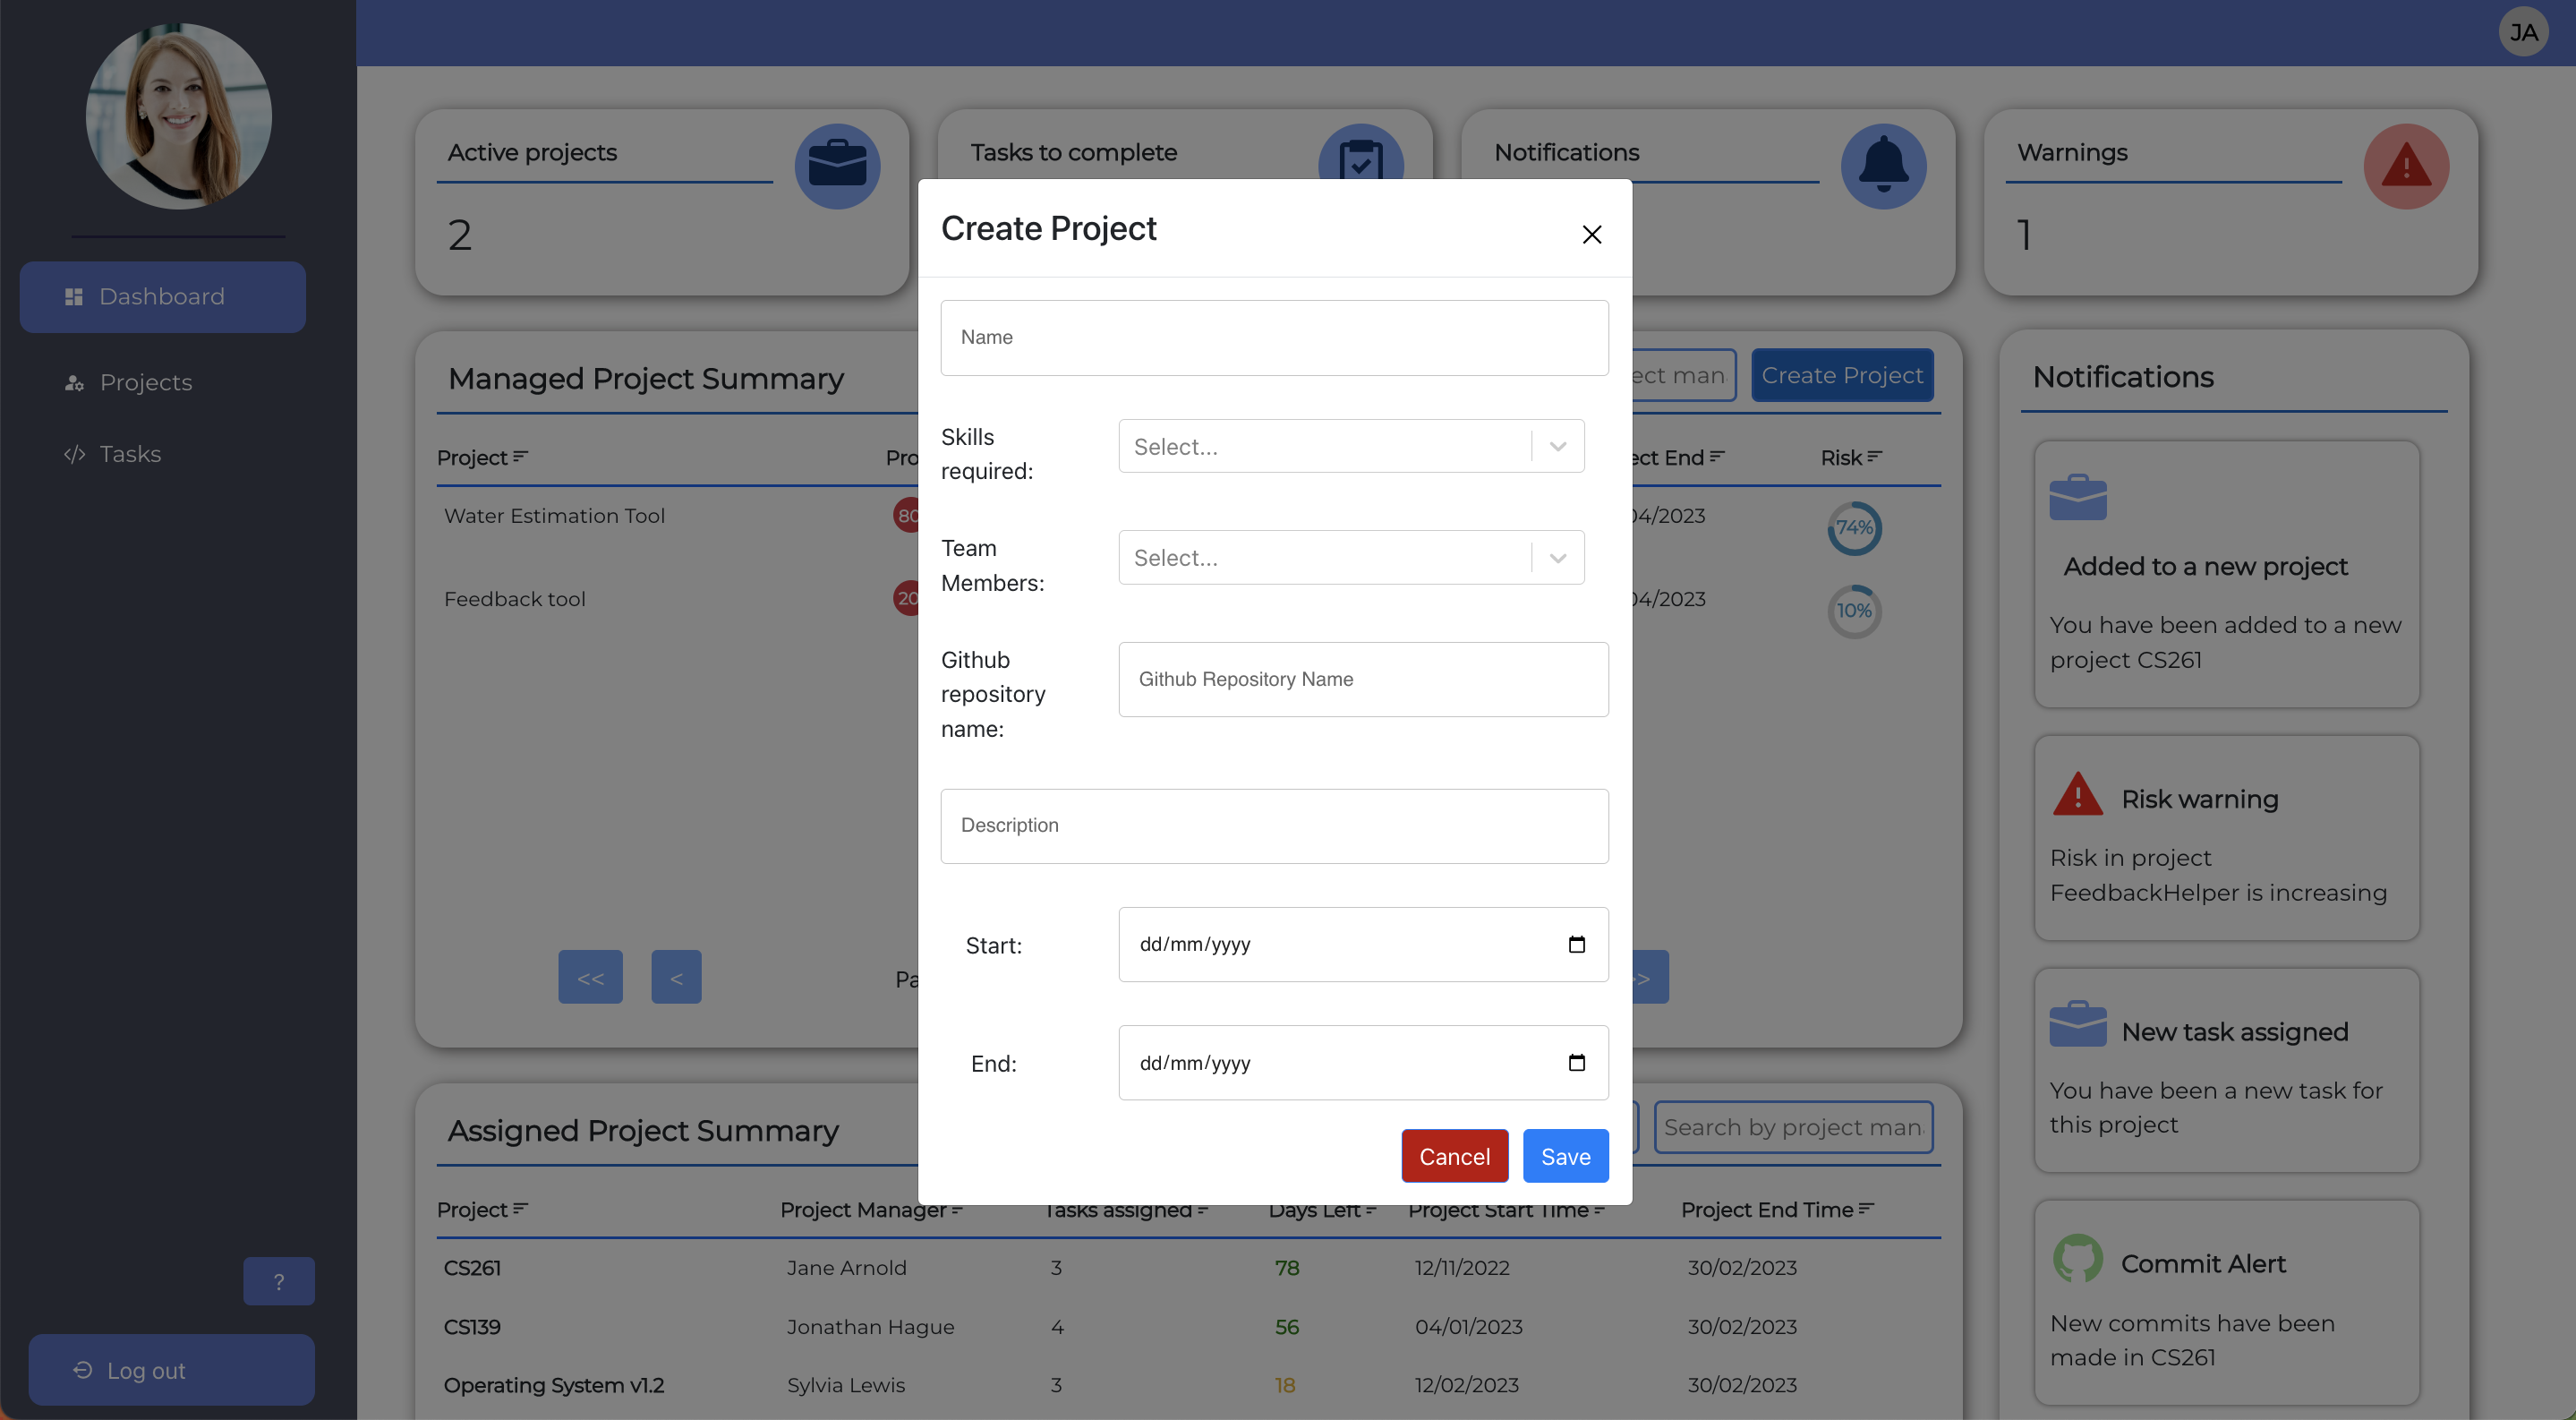 JA
Dashboard
Projects
Tasks
?
Log out
Active projects
2
Tasks to complete
Notifications
Warnings
1
Managed Project Summary
Create Project
Project
Risk
Water Estimation Tool
80
04/2023
74%
Feedback tool
20
04/2023
10%
<<
<
Create Project
Name
Skills
required:
Select...
Team
Members:
Select...
Github
repository
name:
Github Repository Name
Description
Start:
dd/mm/yyyy
End:
dd/mm/yyyy
Cancel
Save
Assigned Project Summary
Search by project man
Project
Project Manager
Tasks assigned
Days Left
Project Start Time
Project End Time
CS261
Jane Arnold
3
78
12/11/2022
30/02/2023
CS139
Jonathan Hague
4
56
04/01/2023
30/02/2023
Operating System v1.2
Sylvia Lewis
3
18
12/02/2023
30/02/2023
Notifications
Added to a new project
You have been added to a new
project CS261
Risk warning
Risk in project
FeedbackHelper is increasing
New task assigned
You have been a new task for
this project
Commit Alert
New commits have been
made in CS261